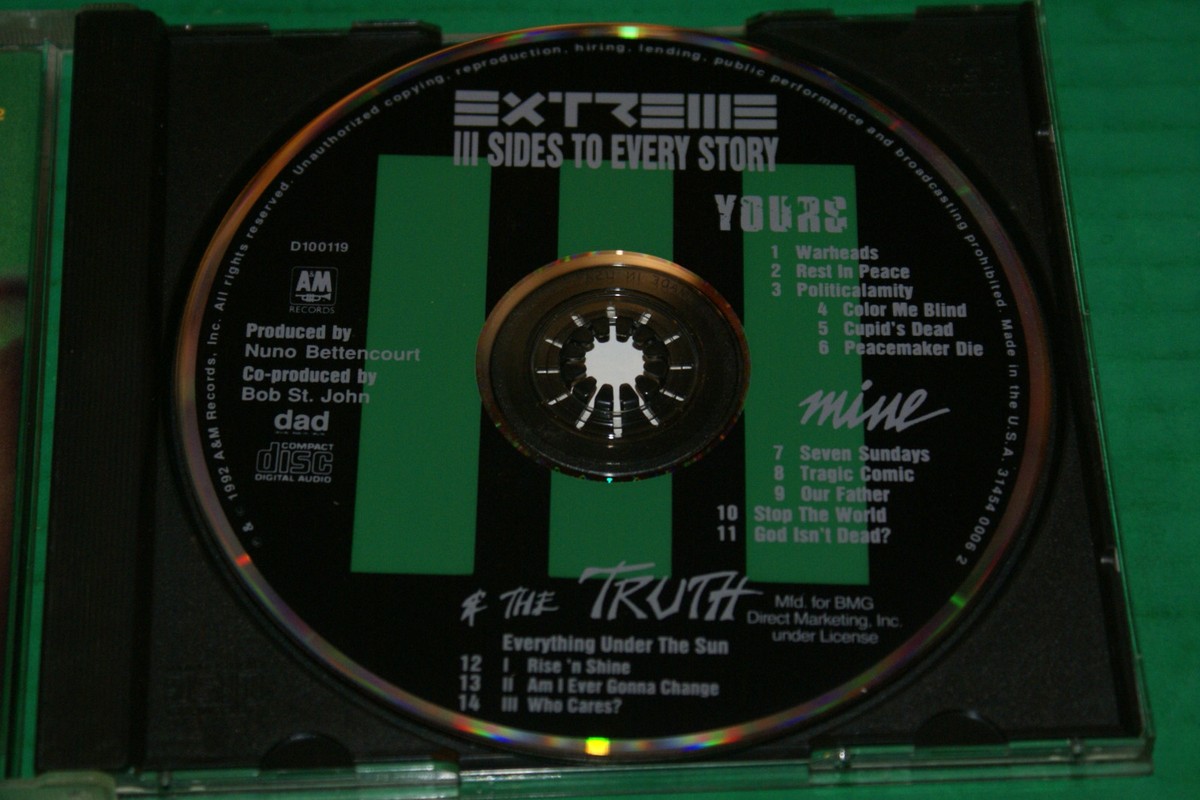 Unauthorized copying, reproduction, hiring, lending, public performance and broadcasting prohibited. Made in the U.S.A. 31454 0006 2
& © 1992 A&M Records, Inc. All rights reserved.
EXTREME
III SIDES TO EVERY STORY
YOURS
1 Warheads
2 Rest In Peace
3 Politicalamity
4 Color Me Blind
5 Cupid's Dead
6 Peacemaker Die
D100119
A&M
RECORDS
Produced by
Nuno Bettencourt
Co-produced by
Bob St. John
dad
COMPACT
disc
DIGITAL AUDIO
mine
7 Seven Sundays
8 Tragic Comic
9 Our Father
10 Stop The World
11 God Isn't Dead?
& THE TRUTH
Mfd. for BMG
Direct Marketing, Inc.
under License
Everything Under The Sun
12 I Rise 'n Shine
13 II Am I Ever Gonna Change
14 III Who Cares?